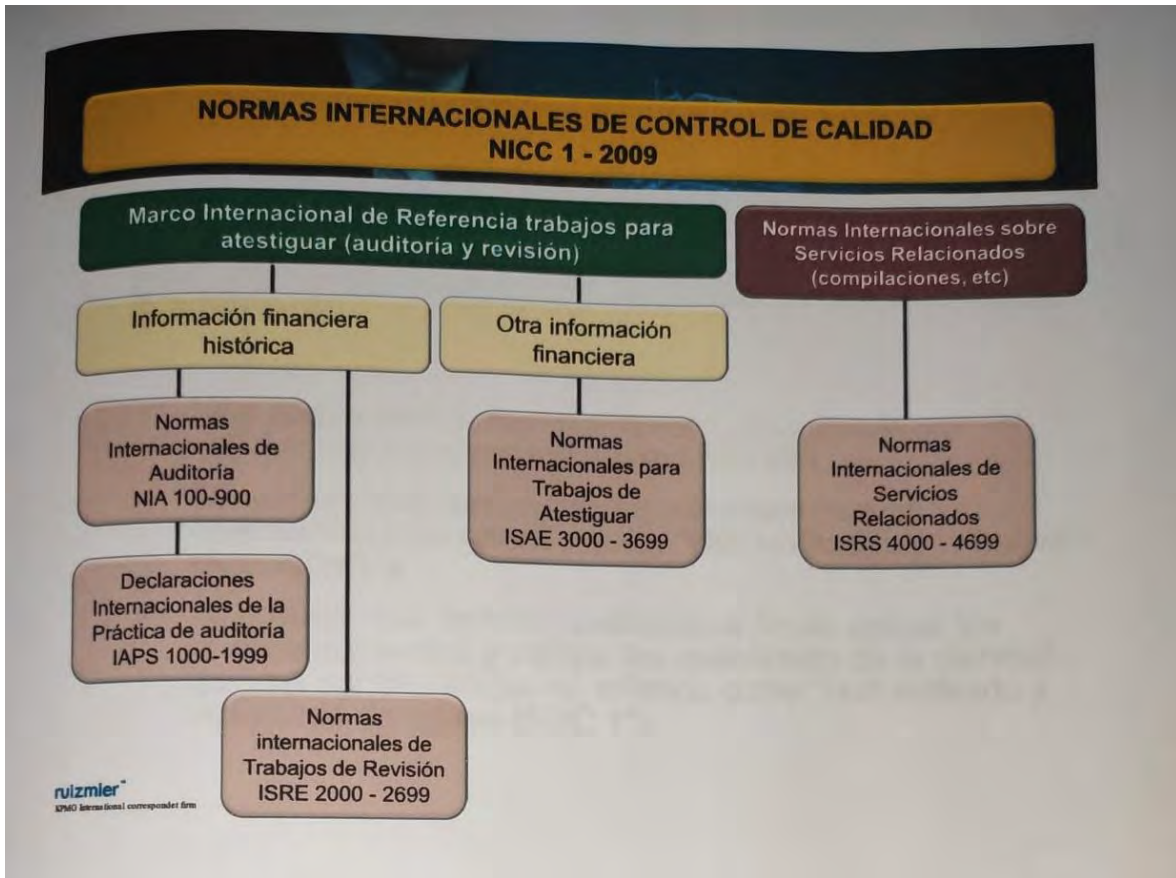 NORMAS INTERNACIONALES DE CONTROL DE CALIDAD
NICC 1 - 2009
Marco Internacional de Referencia trabajos para
atestiguar (auditoría y revisión)
Normas Internacionales sobre
Servicios Relacionados
(compilaciones, etc)
Información financiera
histórica
Otra información
financiera
Normas
Internacionales de
Auditoría
NIA 100-900
Normas
Internacionales para
Trabajos de
Atestiguar
ISAE 3000 - 3699
Normas
Internacionales de
Servicios
Relacionados
ISRS 4000 - 4699
Declaraciones
Internacionales de la
Práctica de auditoría
IAPS 1000-1999
Normas
internacionales de
Trabajos de Revisión
ISRE 2000 - 2699
ruizmier
International correspondet firm